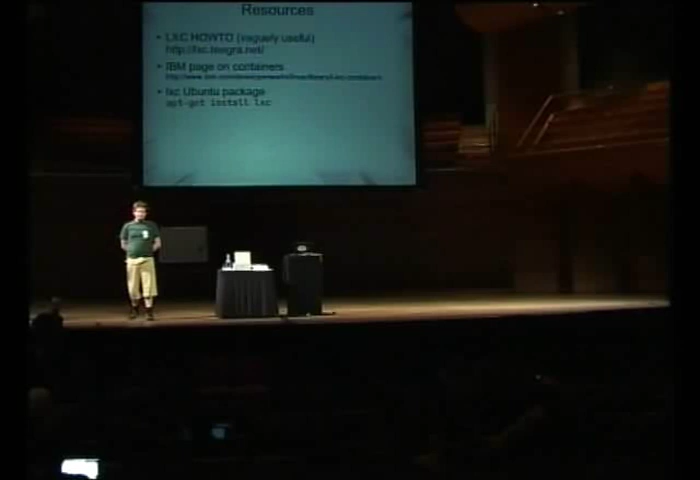 Resources
• LXC HOWTO (vaguely useful)
http://lxc.teegra.net/
• IBM page on containers
• lxc Ubuntu package
apt-get install lxc